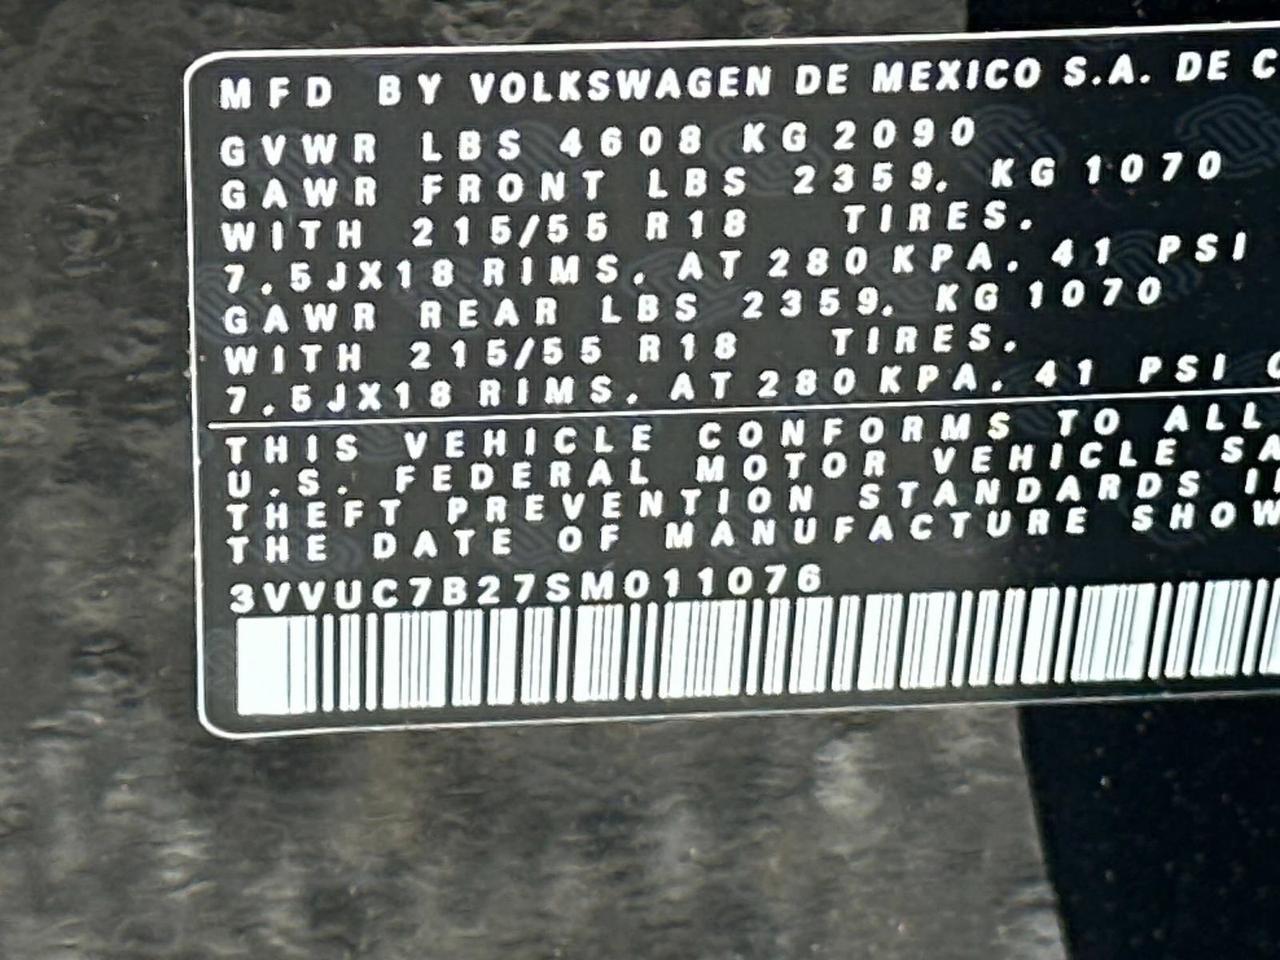 MFD BY VOLKSWAGEN DE MEXICO S.A. DE C
GVWR LBS 4608 KG 2090
GAWR FRONT LBS 2359. KG 1070
WITH 215/55 R18 TIRES.
7.5JX18 RIMS. AT 280 KPA. 41 PSI
GAWR REAR LBS 2359. KG 1070
WITH 215/55 R18 TIRES.
7.5JX18 RIMS. AT 280 KPA. 41 PSI C
THIS VEHICLE CONFORMS TO ALL
U.S. FEDERAL MOTOR VEHICLE SA
THEFT PREVENTION STANDARDS I
THE DATE OF MANUFACTURE SHOW
3VVUC7B27SM011076